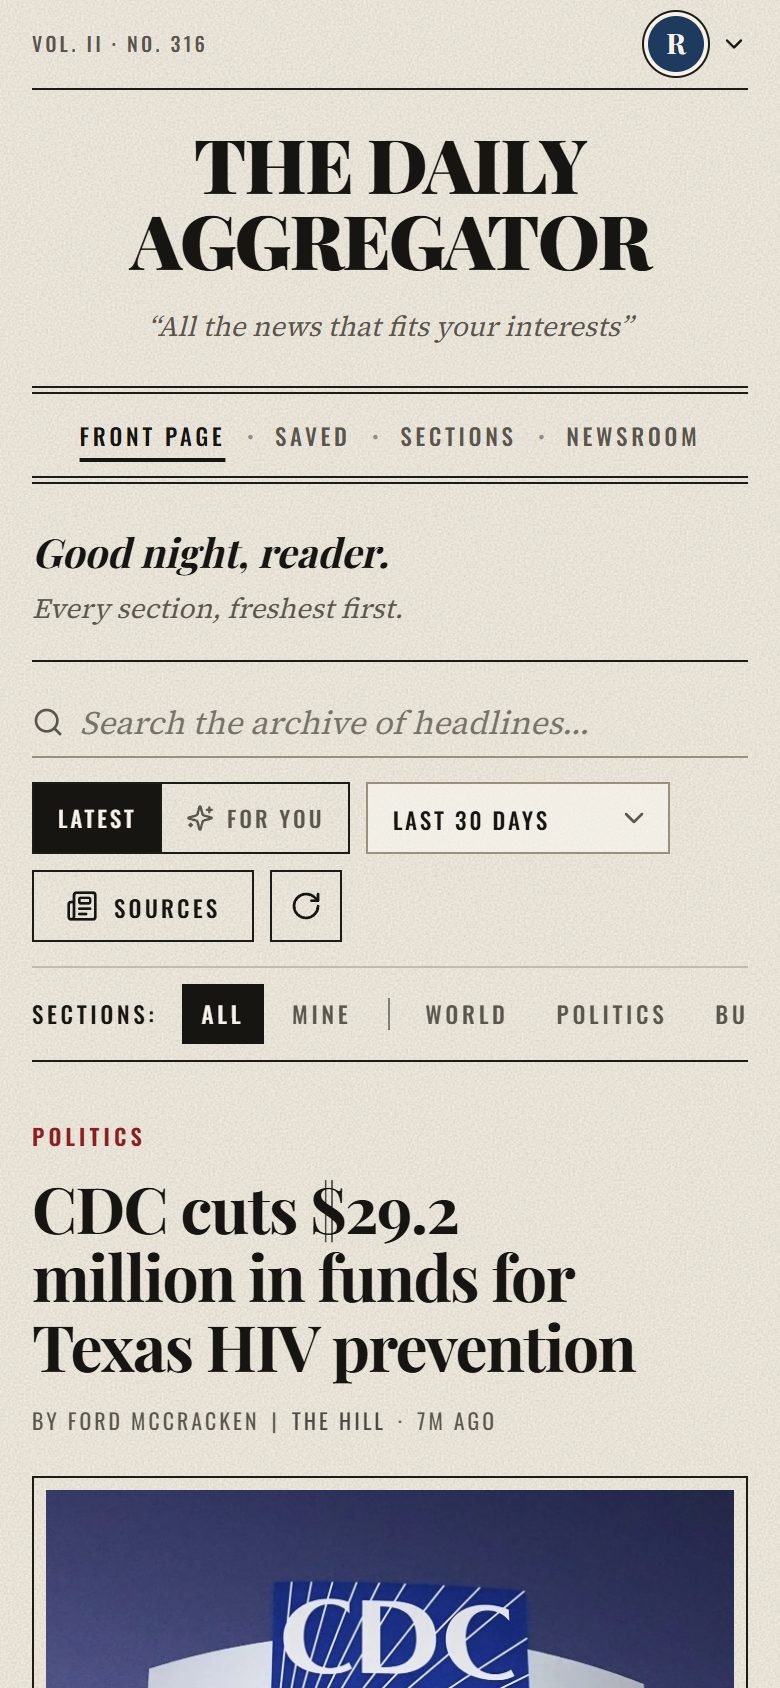 VOL. II · NO. 316
R
THE DAILY
AGGREGATOR
“All the news that fits your interests”
FRONT PAGE · SAVED · SECTIONS · NEWSROOM
Good night, reader.
Every section, freshest first.
Search the archive of headlines...
LATEST FOR YOU LAST 30 DAYS
SOURCES
SECTIONS: ALL MINE | WORLD POLITICS BU
POLITICS
CDC cuts $29.2
million in funds for
Texas HIV prevention
BY FORD MCCRACKEN | THE HILL · 7M AGO
CDC